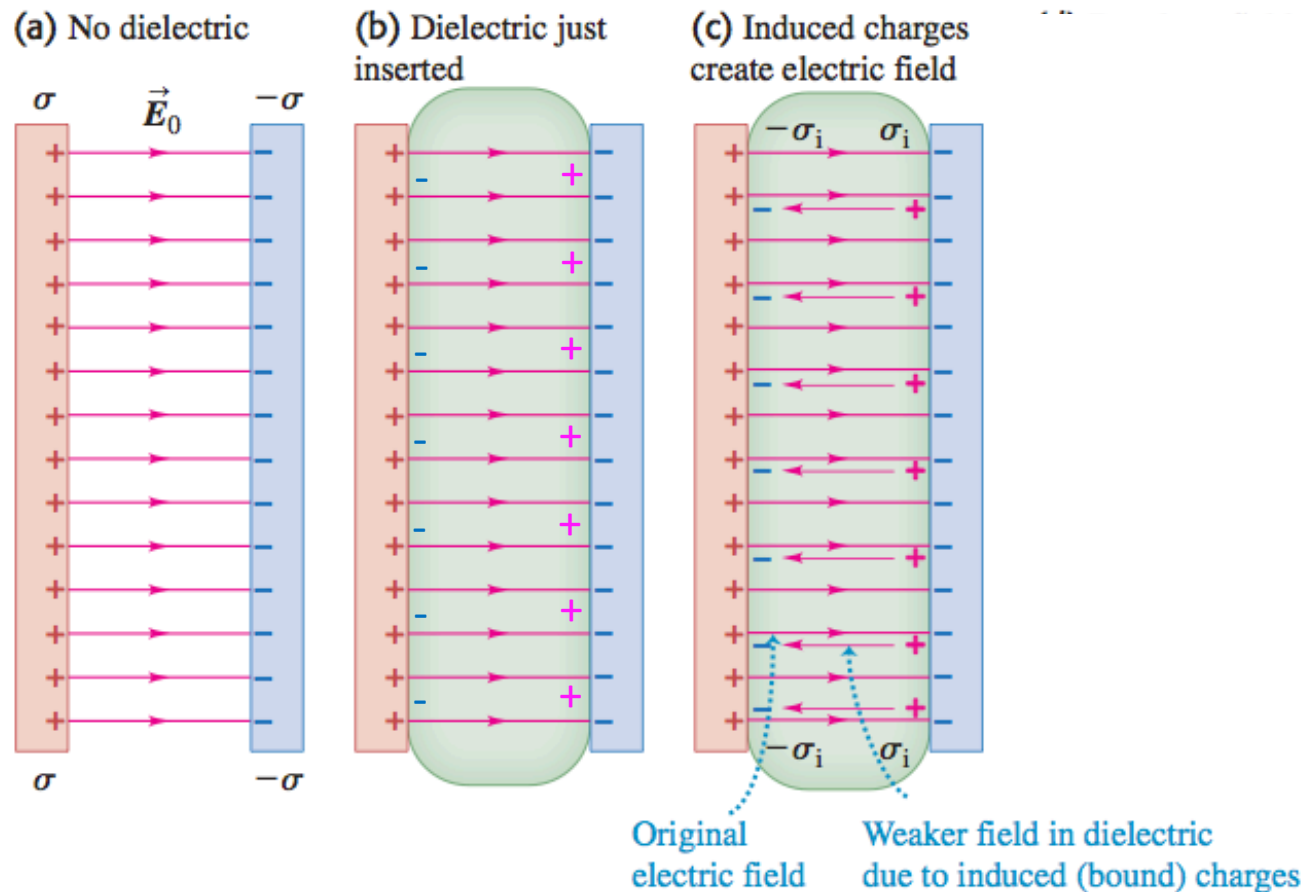 (a) No dielectric
(b) Dielectric just
inserted
(c) Induced charges
create electric field
σ
E⃗₀
−σ
−σᵢ
σᵢ
σ
−σ
−σᵢ
σᵢ
Original
electric field
Weaker field in dielectric
due to induced (bound) charges